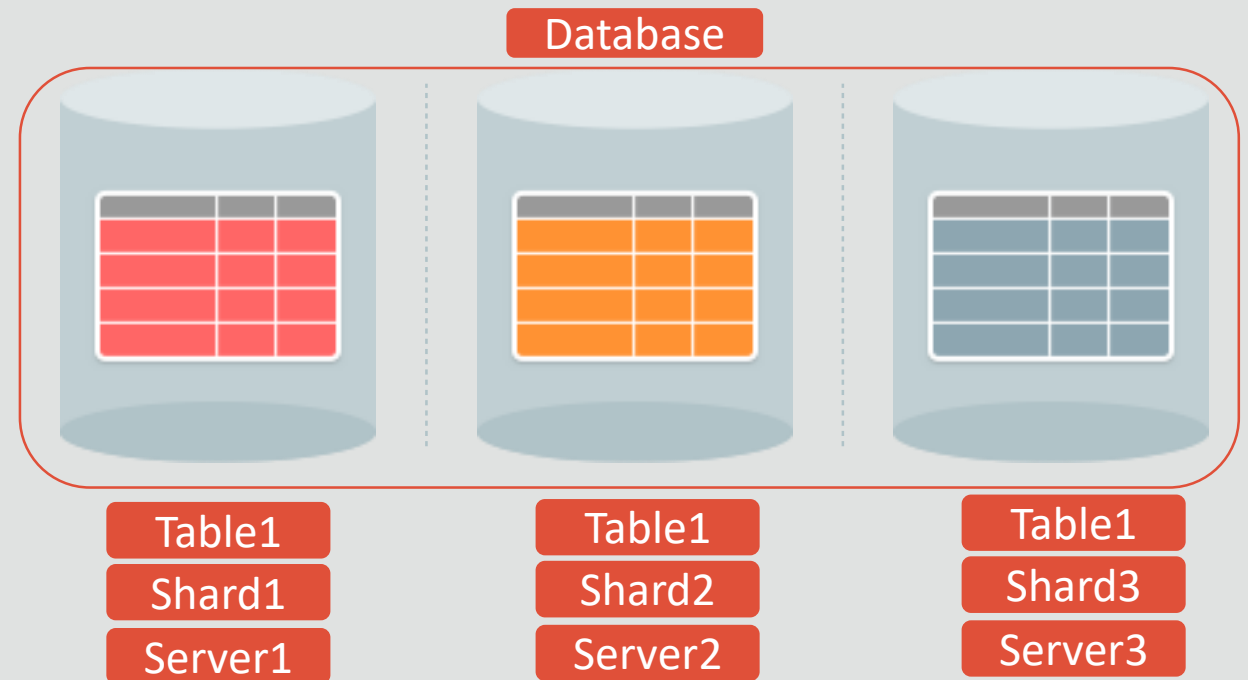 Database
Table1
Shard1
Server1
Table1
Shard2
Server2
Table1
Shard3
Server3